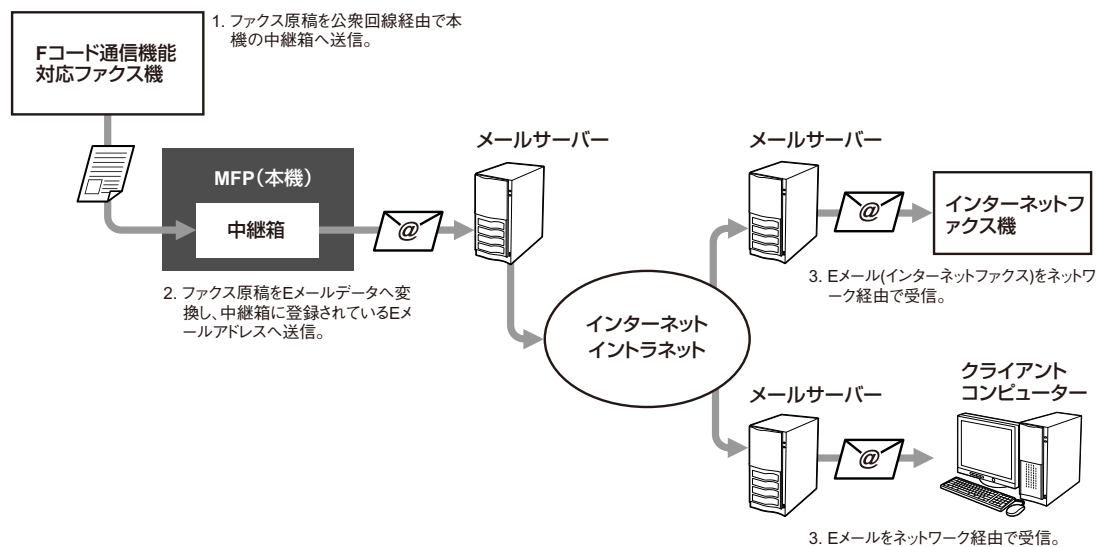 1. ファクス原稿を公衆回線経由で本
機の中継箱へ送信。
Fコード通信機能
対応ファクス機
メールサーバー
メールサーバー
MFP(本機)
中継箱
@
@
インターネットフ
ァクス機
2. ファクス原稿をEメールデータへ変
換し、中継箱に登録されているEメ
ールアドレスへ送信。
3. Eメール(インターネットファクス)をネットワ
ーク経由で受信。
インターネット
イントラネット
メールサーバー
クライアント
コンピューター
@
3. Eメールをネットワーク経由で受信。